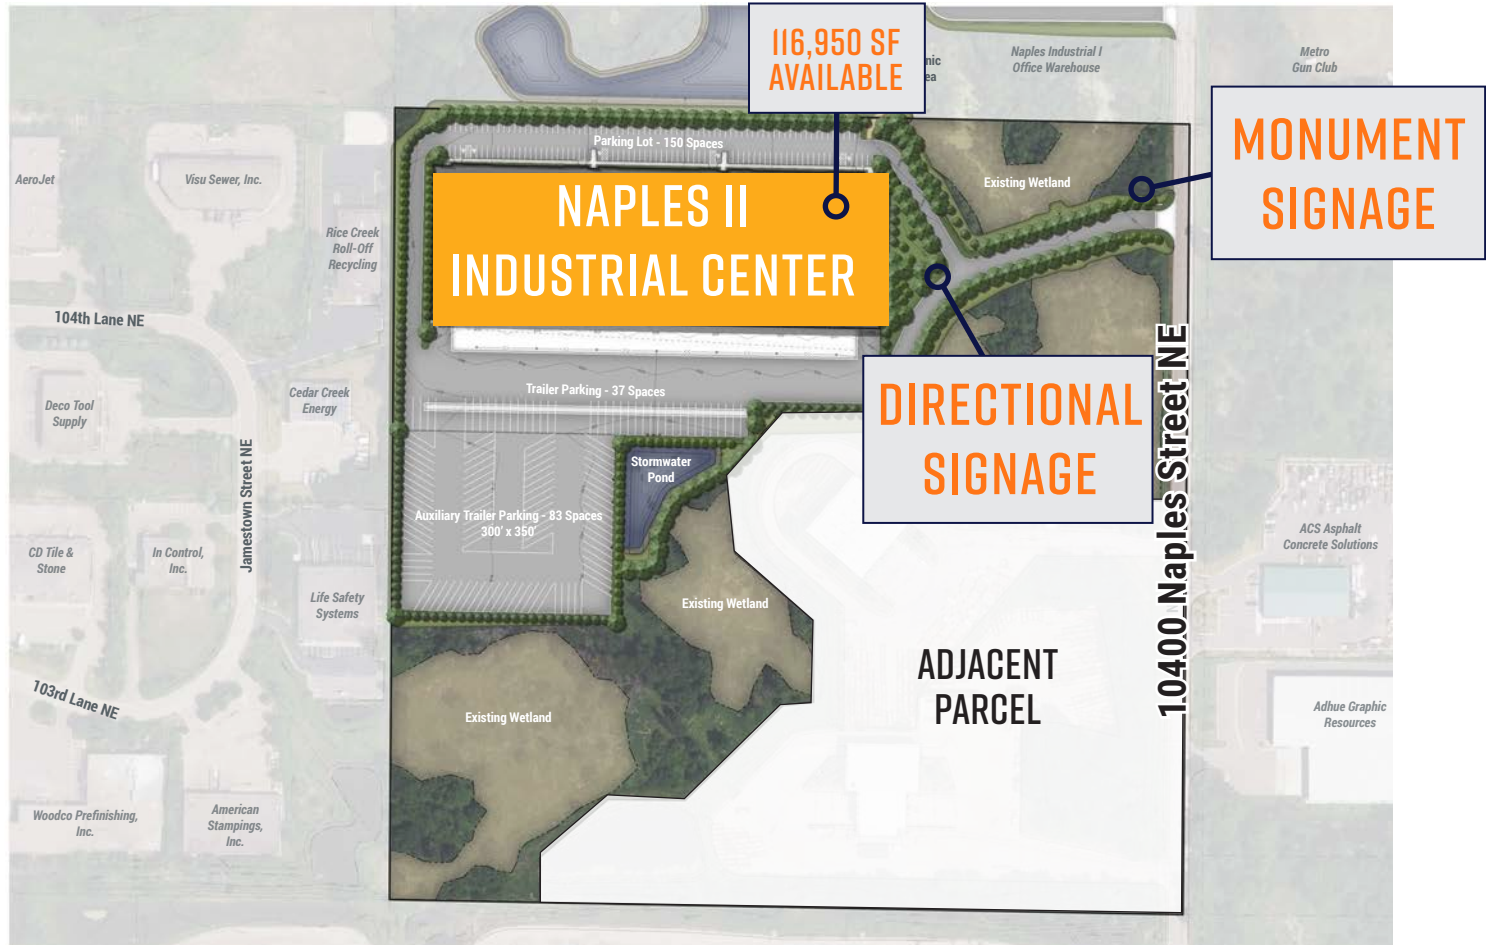 116,950 SF
AVAILABLE
Naples Industrial I
Office Warehouse
Metro
Gun Club
MONUMENT
SIGNAGE
Parking Lot - 150 Spaces
AeroJet
Visu Sewer, Inc.
Existing Wetland
NAPLES II
INDUSTRIAL CENTER
Rice Creek
Roll-Off
Recycling
104th Lane NE
Trailer Parking - 37 Spaces
Cedar Creek
Energy
Deco Tool
Supply
DIRECTIONAL
SIGNAGE
Jamestown Street NE
Stormwater
Pond
10400 Naples Street NE
Auxiliary Trailer Parking - 83 Spaces
300' x 350'
ACS Asphalt
Concrete Solutions
CD Tile &
Stone
In Control,
Inc.
Life Safety
Systems
Existing Wetland
ADJACENT
PARCEL
103rd Lane NE
Existing Wetland
Adhue Graphic
Resources
Woodco Prefinishing,
Inc.
American
Stampings,
Inc.